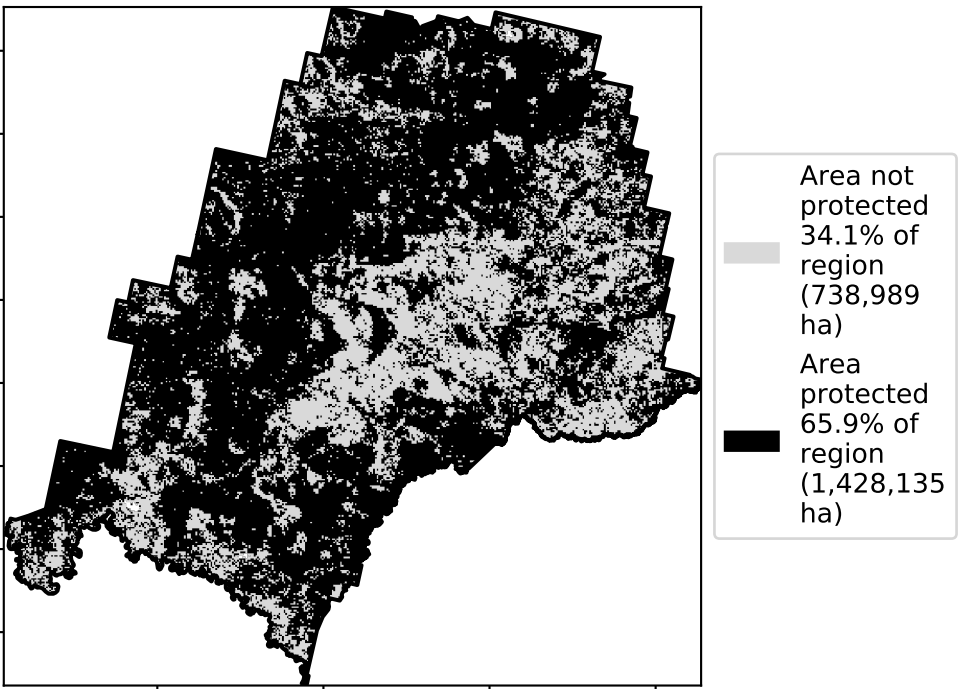 Area not
protected
34.1% of
region
(738,989
ha)
Area
protected
65.9% of
region
(1,428,135
ha)